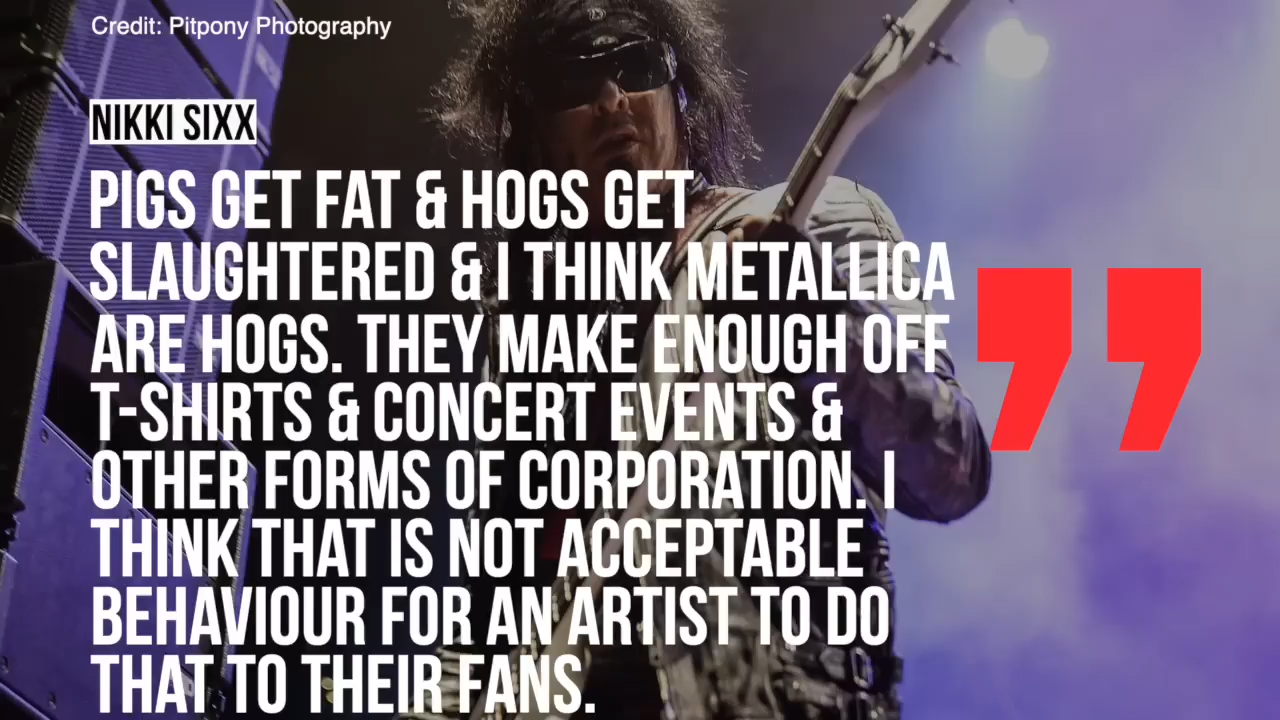 Credit: Pitpony Photography
NIKKI SIXX
PIGS GET FAT & HOGS GET
SLAUGHTERED & I THINK METALLICA
ARE HOGS. THEY MAKE ENOUGH OFF
T-SHIRTS & CONCERT EVENTS &
OTHER FORMS OF CORPORATION. I
THINK THAT IS NOT ACCEPTABLE
BEHAVIOUR FOR AN ARTIST TO DO
THAT TO THEIR FANS.
”